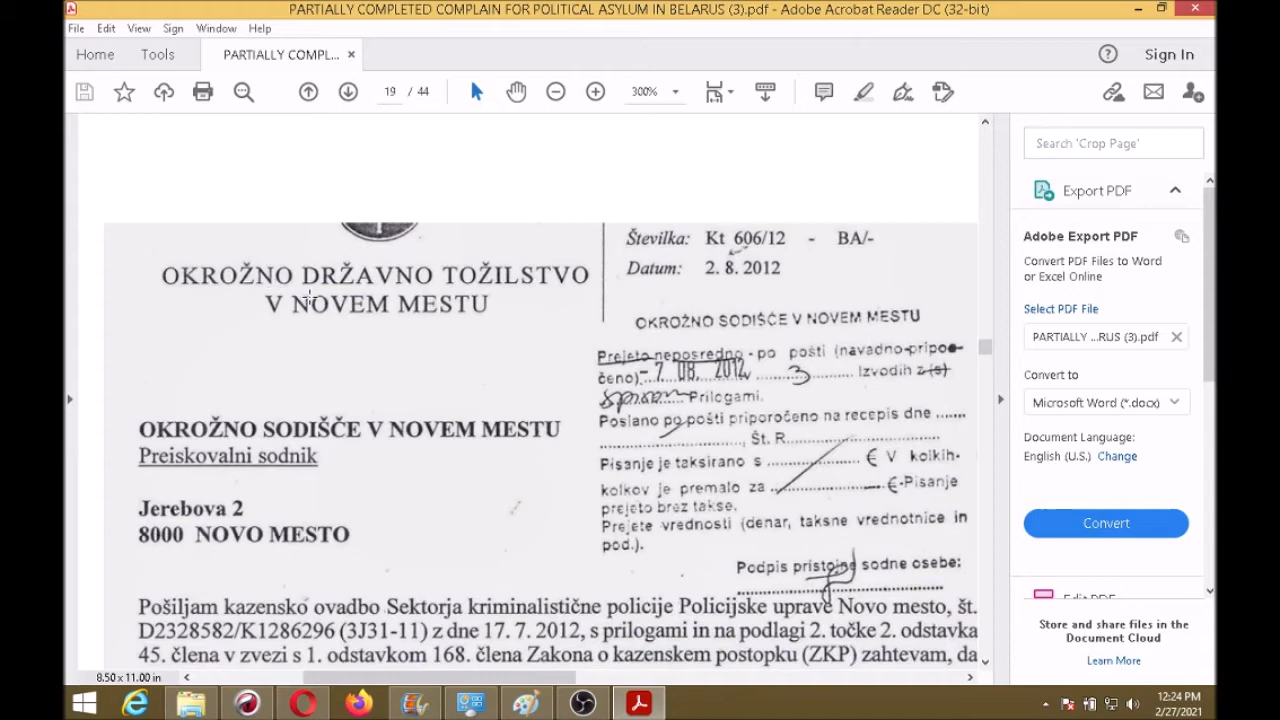 PARTIALLY COMPLETED COMPLAIN FOR POLITICAL ASYLUM IN BELARUS (3).pdf - Adobe Acrobat Reader DC (32-bit)
File Edit View Sign Window Help
Home Tools PARTIALLY COMPL... × Sign In
19 / 44 300%
Search 'Crop Page'
Export PDF
Adobe Export PDF
Convert PDF Files to Word
or Excel Online
Select PDF File
PARTIALLY ...RUS (3).pdf
Convert to
Microsoft Word (*.docx)
Document Language:
English (U.S.) Change
Convert
Edit PDF
Store and share files in the
Document Cloud
Learn More
OKROŽNO DRŽAVNO TOŽILSTVO
V NOVEM MESTU
Številka: Kt 606/12 - BA/-
Datum: 2. 8. 2012
OKROŽNO SODIŠČE V NOVEM MESTU
Prejeto neposredno - po pošti (navadno-pripo-
čeno) - 7. 08. 2012 3 Izvodih z (s)
Prilogami.
Poslano po pošti priporočeno na recepis dne .......
Št. R.
Pisanje je taksirano s € V kolkih-
kolkov je premalo za €-Pisanje
prejeto brez takse.
Prejete vrednosti (denar, taksne vrednotnice in
pod.).
Podpis pristojne sodne osebe:
OKROŽNO SODIŠČE V NOVEM MESTU
Preiskovalni sodnik
Jerebova 2
8000 NOVO MESTO
Pošiljam kazensko ovadbo Sektorja kriminalistične policije Policijske uprave Novo mesto, št.
D2328582/K1286296 (3J31-11) z dne 17. 7. 2012, s prilogami in na podlagi 2. točke 2. odstavka
45. člena v zvezi s 1. odstavkom 168. člena Zakona o kazenskem postopku (ZKP) zahtevam, da
8.50 x 11.00 in
12:24 PM
2/27/2021